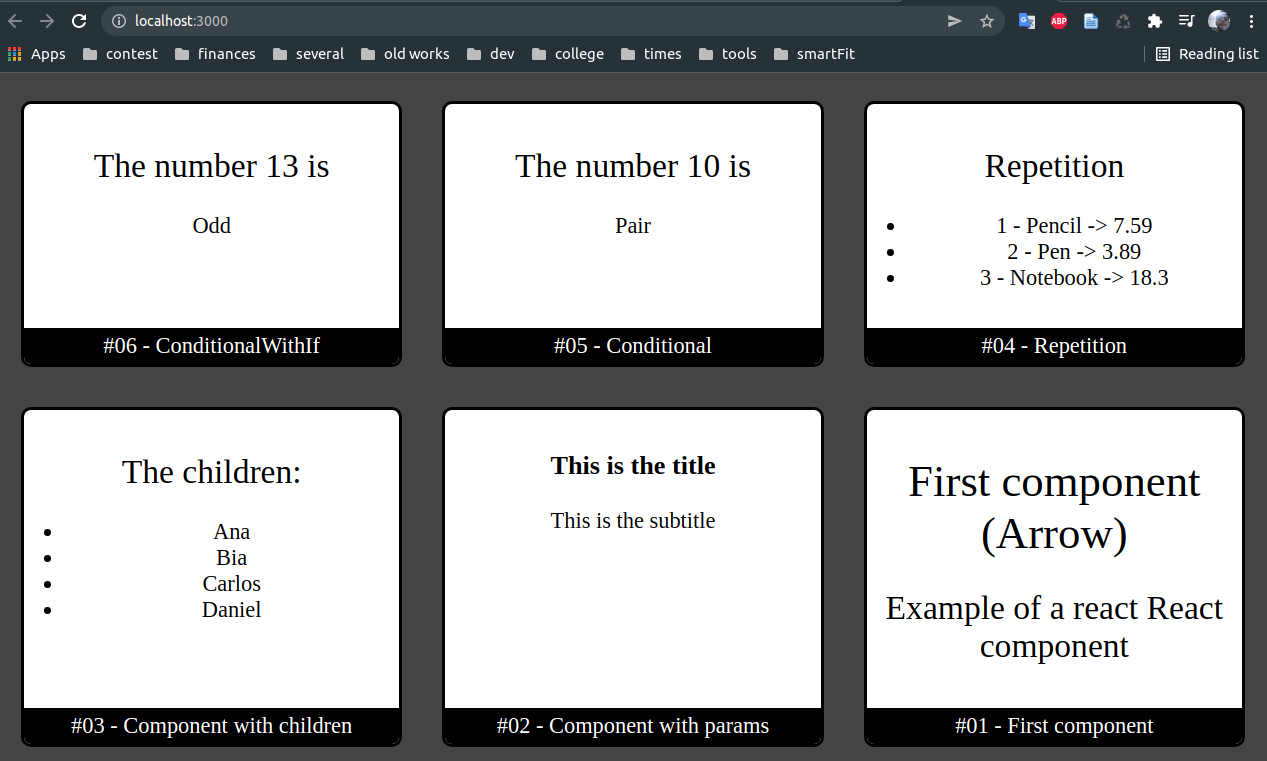 localhost:3000
ABP
Apps contest finances several old works dev college times tools smartFit Reading list
The number 13 is
Odd
#06 - ConditionalWithIf
The number 10 is
Pair
#05 - Conditional
Repetition
1 - Pencil -> 7.59
2 - Pen -> 3.89
3 - Notebook -> 18.3
#04 - Repetition
The children:
Ana
Bia
Carlos
Daniel
#03 - Component with children
This is the title
This is the subtitle
#02 - Component with params
First component
(Arrow)
Example of a react React
component
#01 - First component